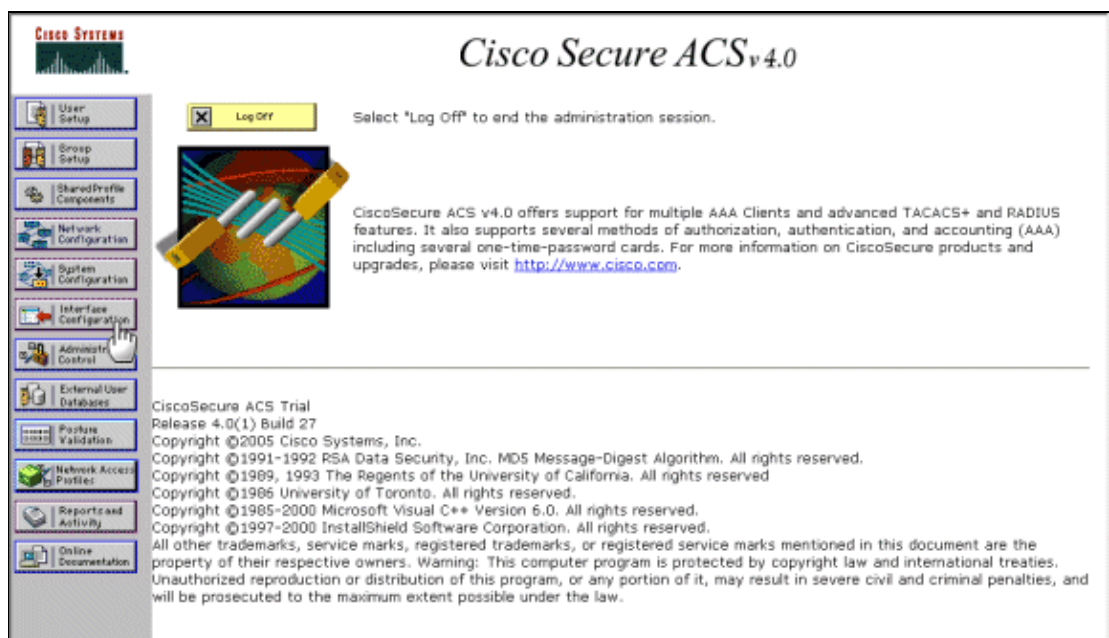 CISCO SYSTEMS
Cisco Secure ACS v 4.0
User
Setup
Group
Setup
Shared Profile
Components
Network
Configuration
System
Configuration
Interface
Configuration
Administr
Control
External User
Databases
Posture
Validation
Network Access
Profiles
Reports and
Activity
Online
Documentation
Log Off
Select "Log Off" to end the administration session.
CiscoSecure ACS v4.0 offers support for multiple AAA Clients and advanced TACACS+ and RADIUS
features. It also supports several methods of authorization, authentication, and accounting (AAA)
including several one-time-password cards. For more information on CiscoSecure products and
upgrades, please visit http://www.cisco.com.
CiscoSecure ACS Trial
Release 4.0(1) Build 27
Copyright ©2005 Cisco Systems, Inc.
Copyright ©1991-1992 RSA Data Security, Inc. MD5 Message-Digest Algorithm. All rights reserved.
Copyright ©1989, 1993 The Regents of the University of California. All rights reserved
Copyright ©1986 University of Toronto. All rights reserved.
Copyright ©1985-2000 Microsoft Visual C++ Version 6.0. All rights reserved.
Copyright ©1997-2000 InstallShield Software Corporation. All rights reserved.
All other trademarks, service marks, registered trademarks, or registered service marks mentioned in this document are the
property of their respective owners. Warning: This computer program is protected by copyright law and international treaties.
Unauthorized reproduction or distribution of this program, or any portion of it, may result in severe civil and criminal penalties, and
will be prosecuted to the maximum extent possible under the law.